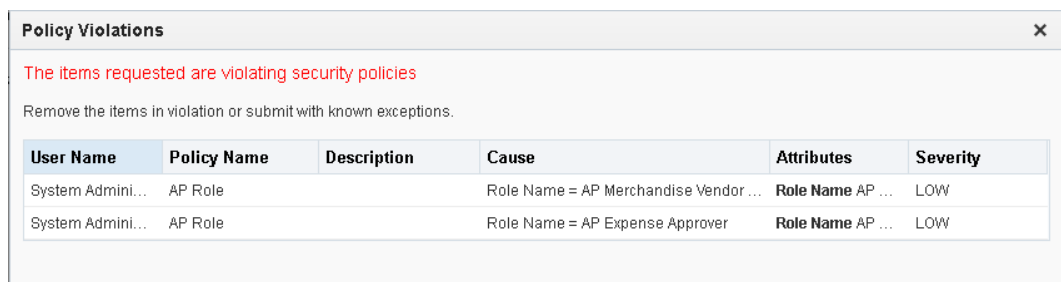 Policy Violations ×
The items requested are violating security policies
Remove the items in violation or submit with known exceptions.
User Name Policy Name Description Cause Attributes Severity
System Admini... AP Role Role Name = AP Merchandise Vendor ... Role Name AP ... LOW
System Admini... AP Role Role Name = AP Expense Approver Role Name AP ... LOW